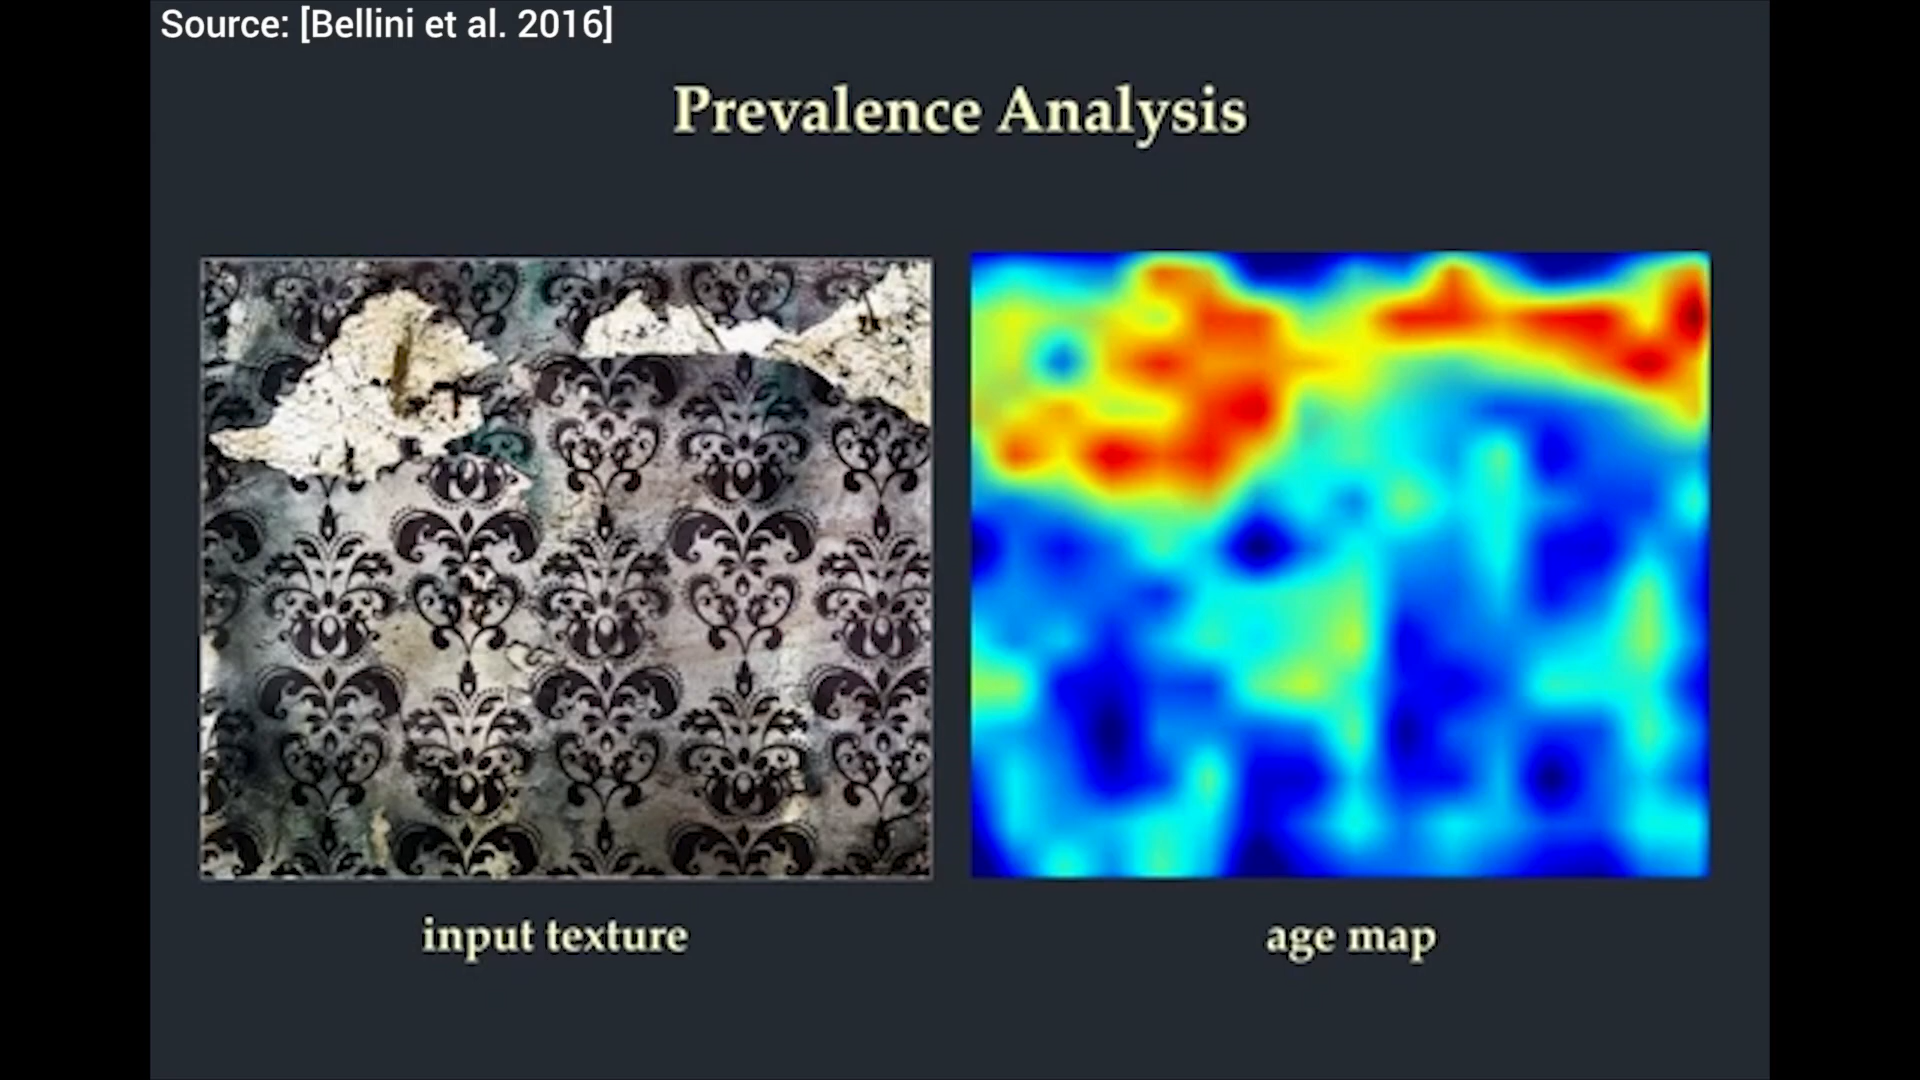 Source: [Bellini et al. 2016]
Prevalence Analysis
input texture
age map